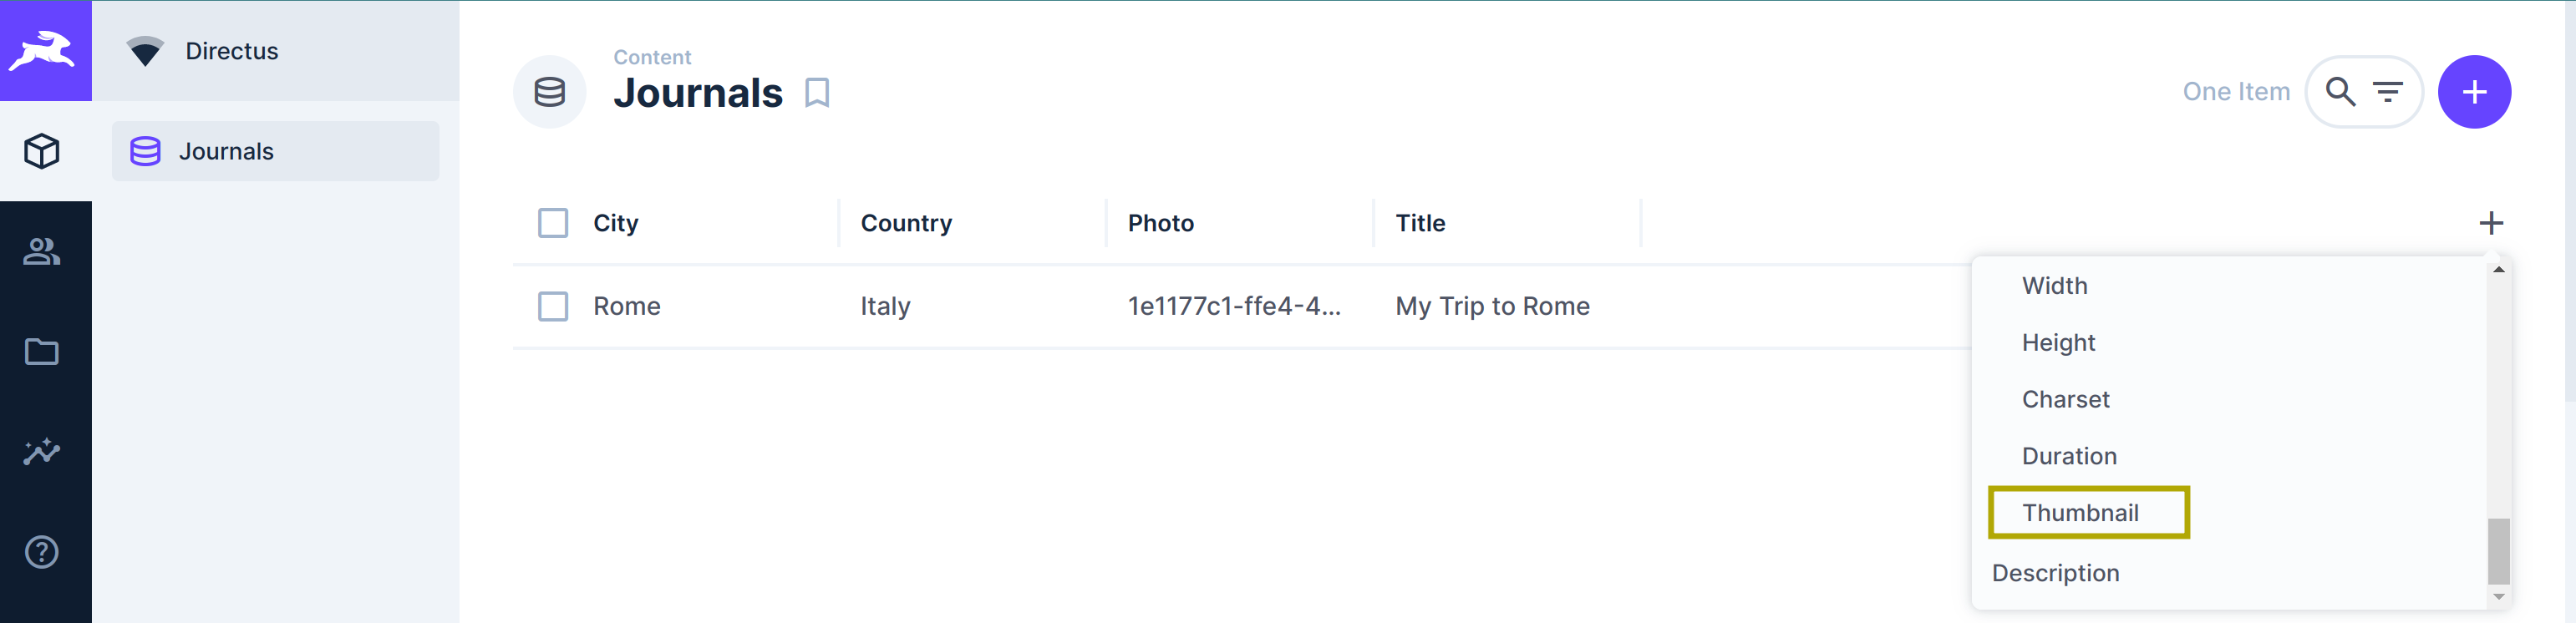 Directus
Journals
Content
Journals
One Item
City Country Photo Title
Rome Italy 1e1177c1-ffe4-4... My Trip to Rome
Width
Height
Charset
Duration
Thumbnail
Description